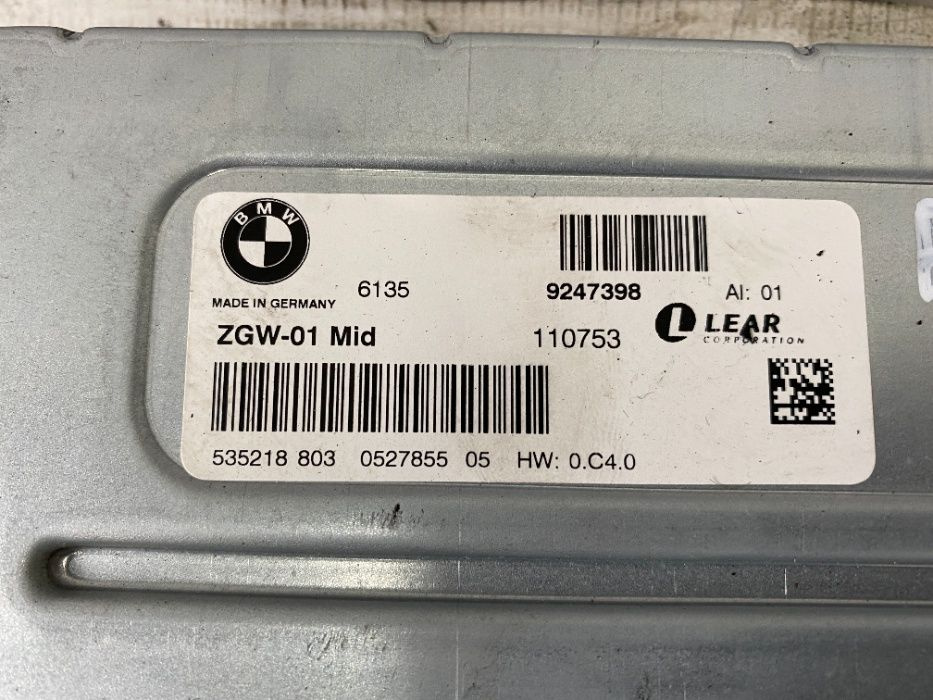 BMW
MADE IN GERMANY 6135 9247398 AI: 01
ZGW-01 Mid 110753 LEAR
CORPORATION
535218 803 0527855 05 HW: 0.C4.0